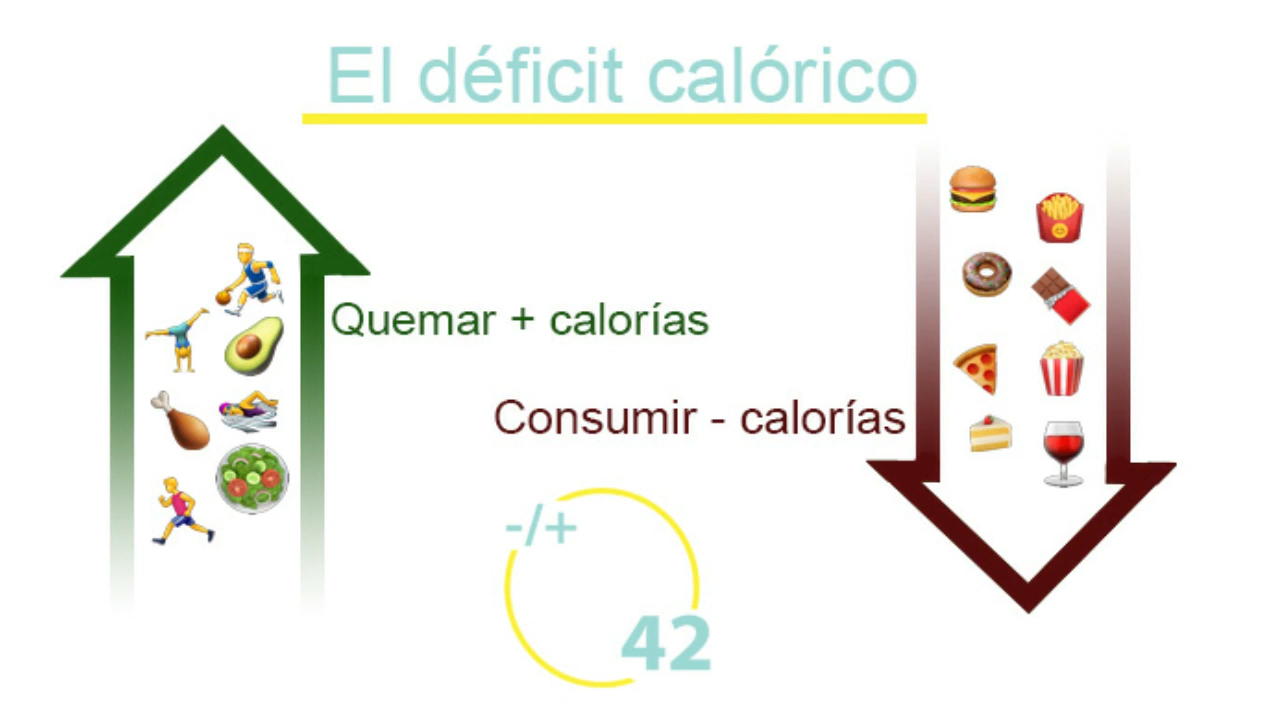 El déficit calórico
Quemar + calorías
Consumir - calorías
-/+
42